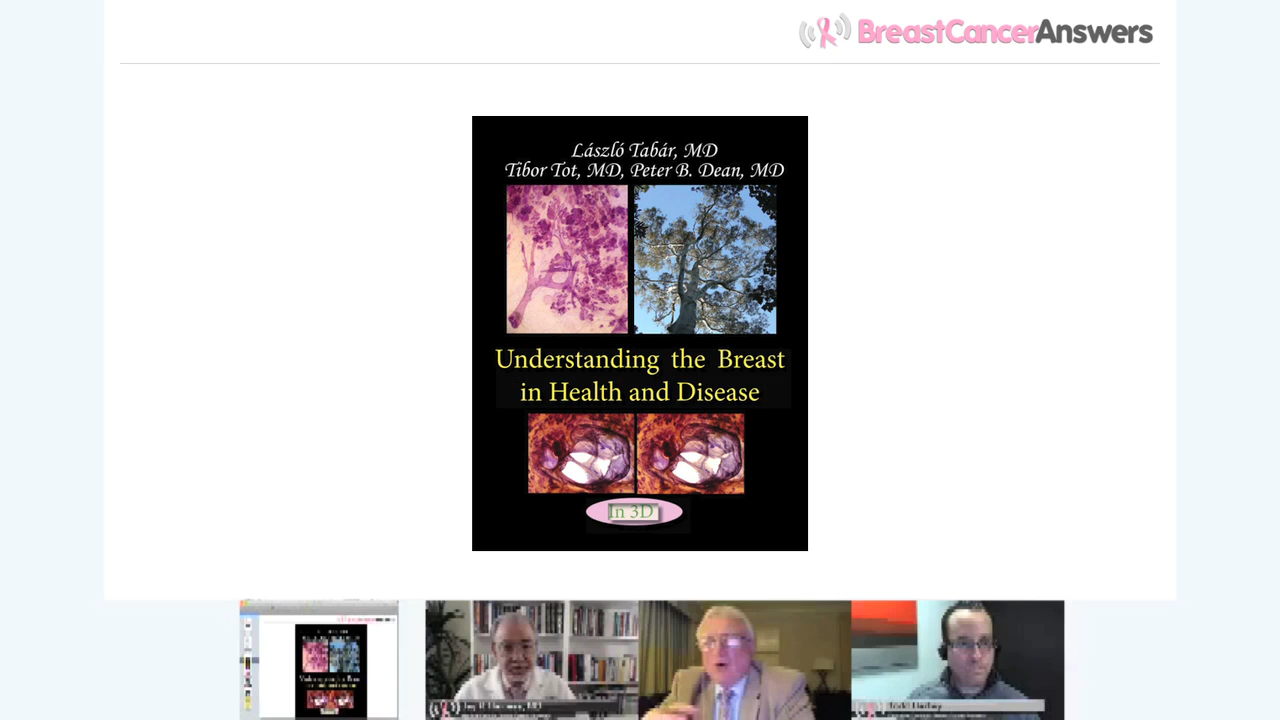 BreastCancerAnswers
László Tabár, MD
Tibor Tot, MD, Peter B. Dean, MD
Understanding the Breast
in Health and Disease
In 3D